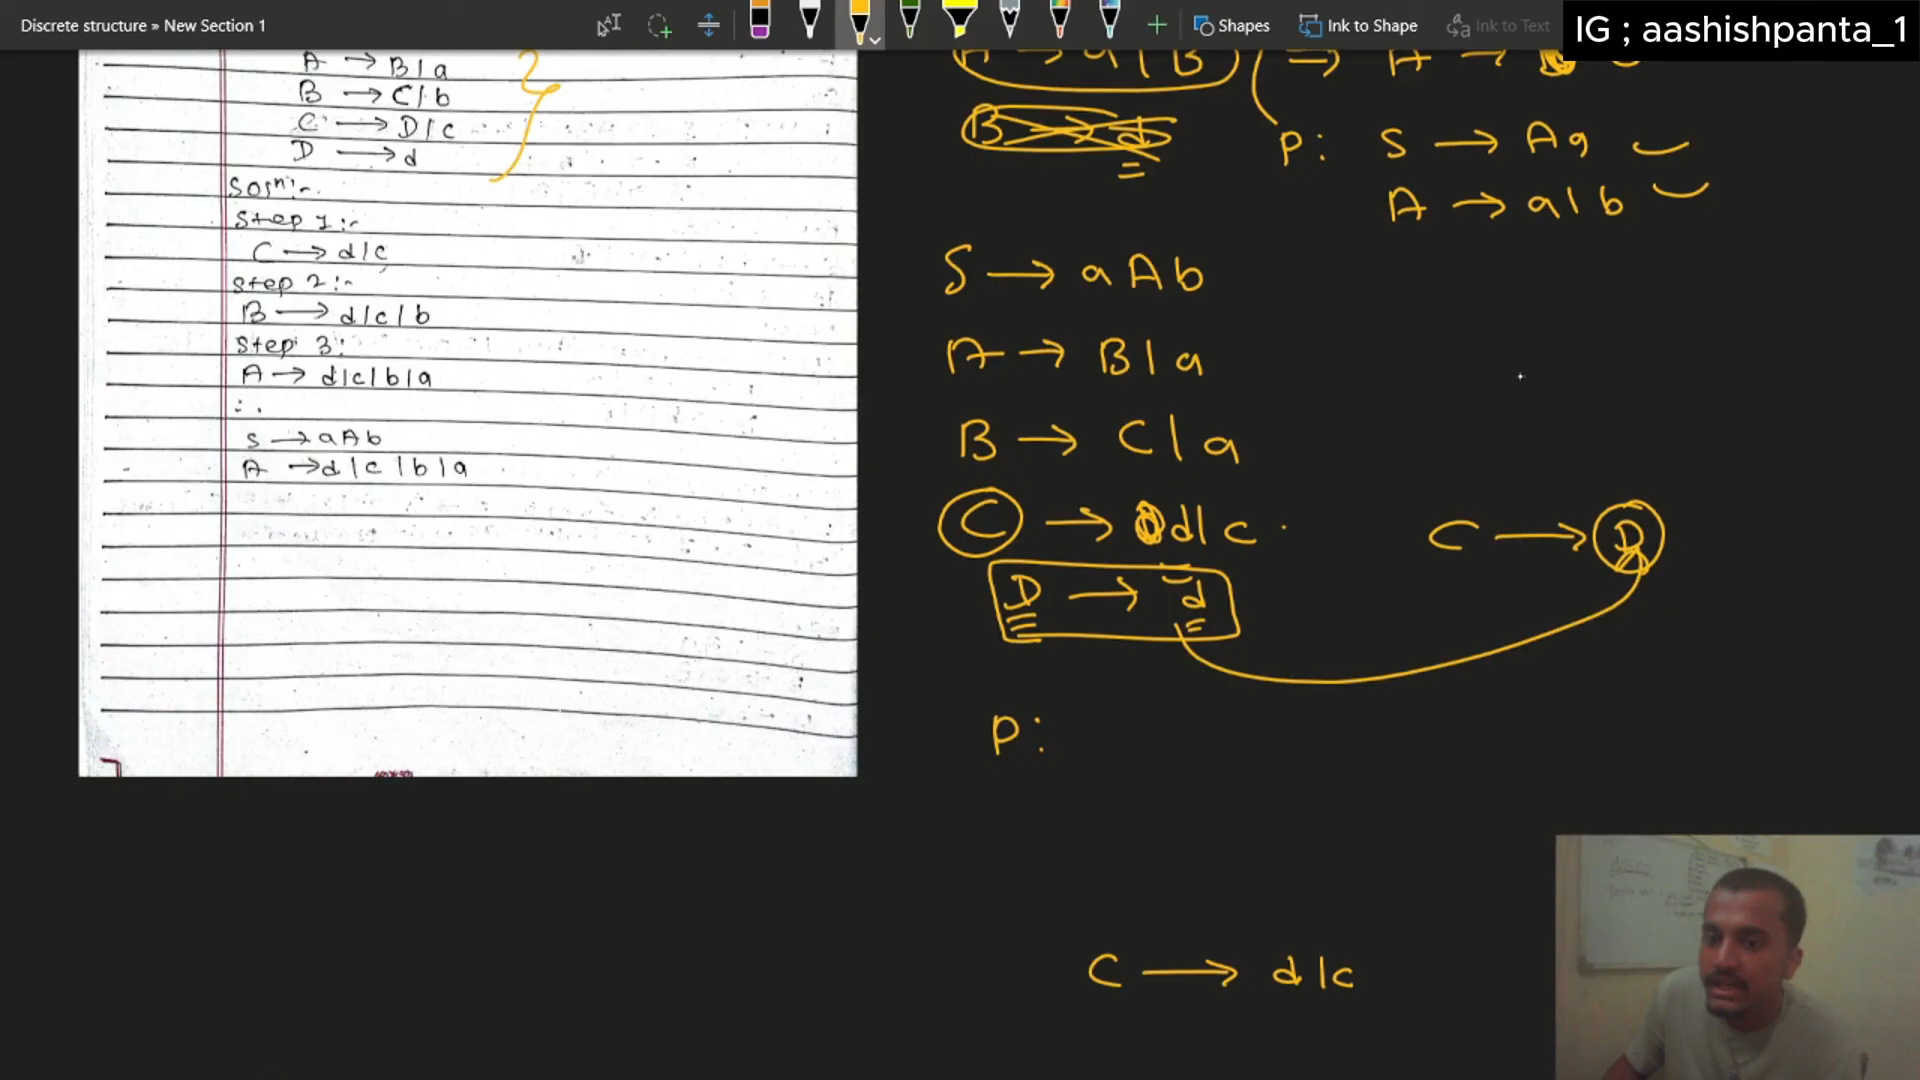 Discrete structure » New Section 1
Shapes
Ink to Shape
Ink to Text
IG ; aashishpanta_1
A → B | a
B → C | b
C → D | c
D → d
Solⁿ:-
Step 1:-
C → d | c
Step 2:-
B → d | c | b
Step 3:
A → d | c | b | a
∴
S → aAb
A → d | c | b | a
A → a | B
⇒ A →
B → d
P: S → Aa
A → a | b
S → aAb
A → B | a
B → C | a
C → d | c
C → D
D → d
P:
C → d | c